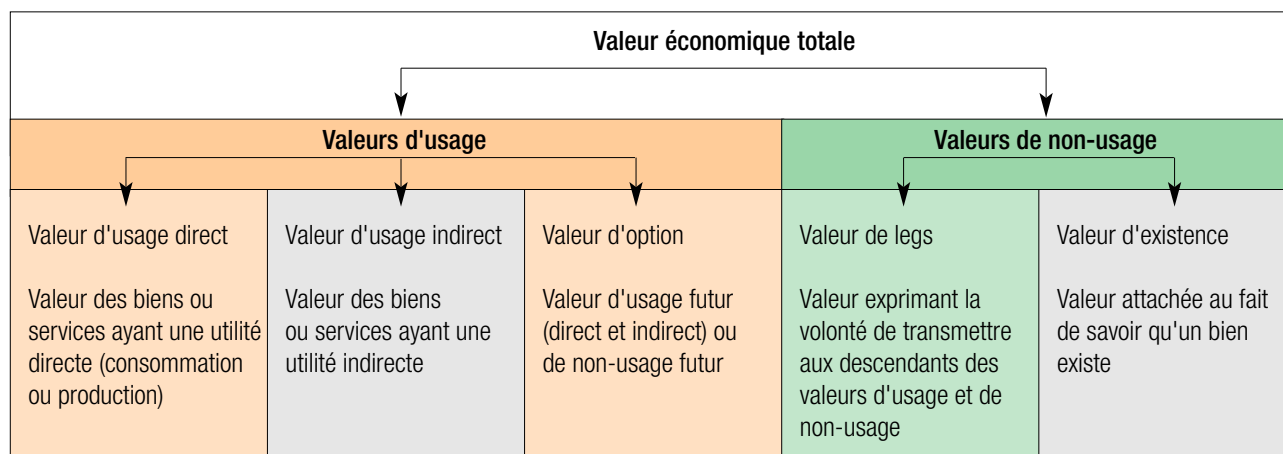 Valeur économique totale
Valeurs d'usage
Valeurs de non-usage
Valeur d'usage direct
Valeur des biens ou
services ayant une utilité
directe (consommation
ou production)
Valeur d'usage indirect
Valeur des biens
ou services ayant une
utilité indirecte
Valeur d'option
Valeur d'usage futur
(direct et indirect) ou
de non-usage futur
Valeur de legs
Valeur exprimant la
volonté de transmettre
aux descendants des
valeurs d'usage et de
non-usage
Valeur d'existence
Valeur attachée au fait
de savoir qu'un bien
existe